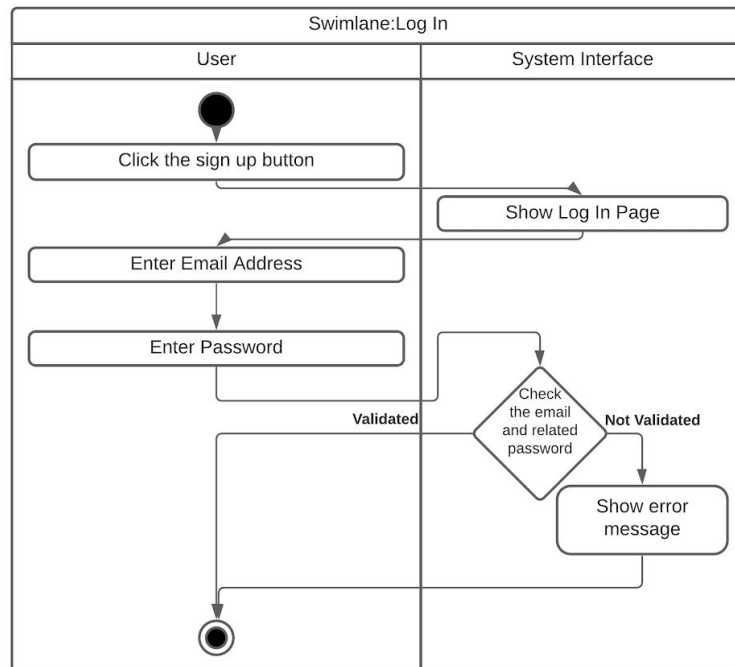 Swimlane:Log In
User
System Interface
Click the sign up button
Show Log In Page
Enter Email Address
Enter Password
Check
the email
and related
password
Validated
Not Validated
Show error
message